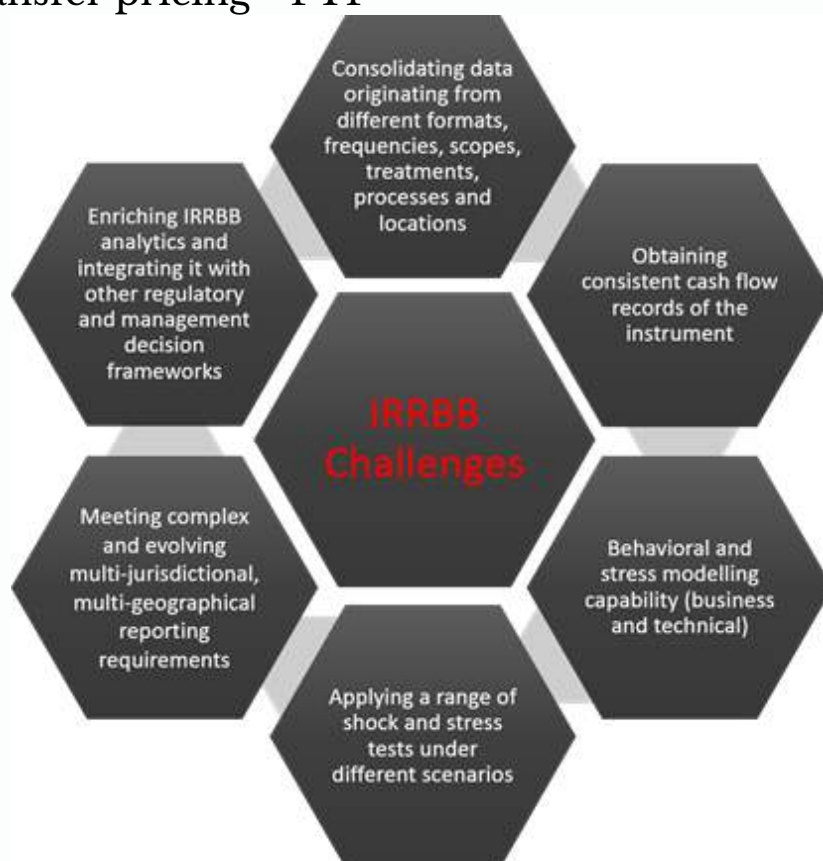 pricing
Consolidating data
originating from
different formats,
frequencies, scopes,
treatments,
processes and
locations
Obtaining
consistent cash flow
records of the
instrument
Behavioral and
stress modelling
capability (business
and technical)
Applying a range of
shock and stress
tests under
different scenarios
Meeting complex
and evolving
multi-jurisdictional,
multi-geographical
reporting
requirements
Enriching IRRBB
analytics and
integrating it with
other regulatory
and management
decision
frameworks
IRRBB
Challenges